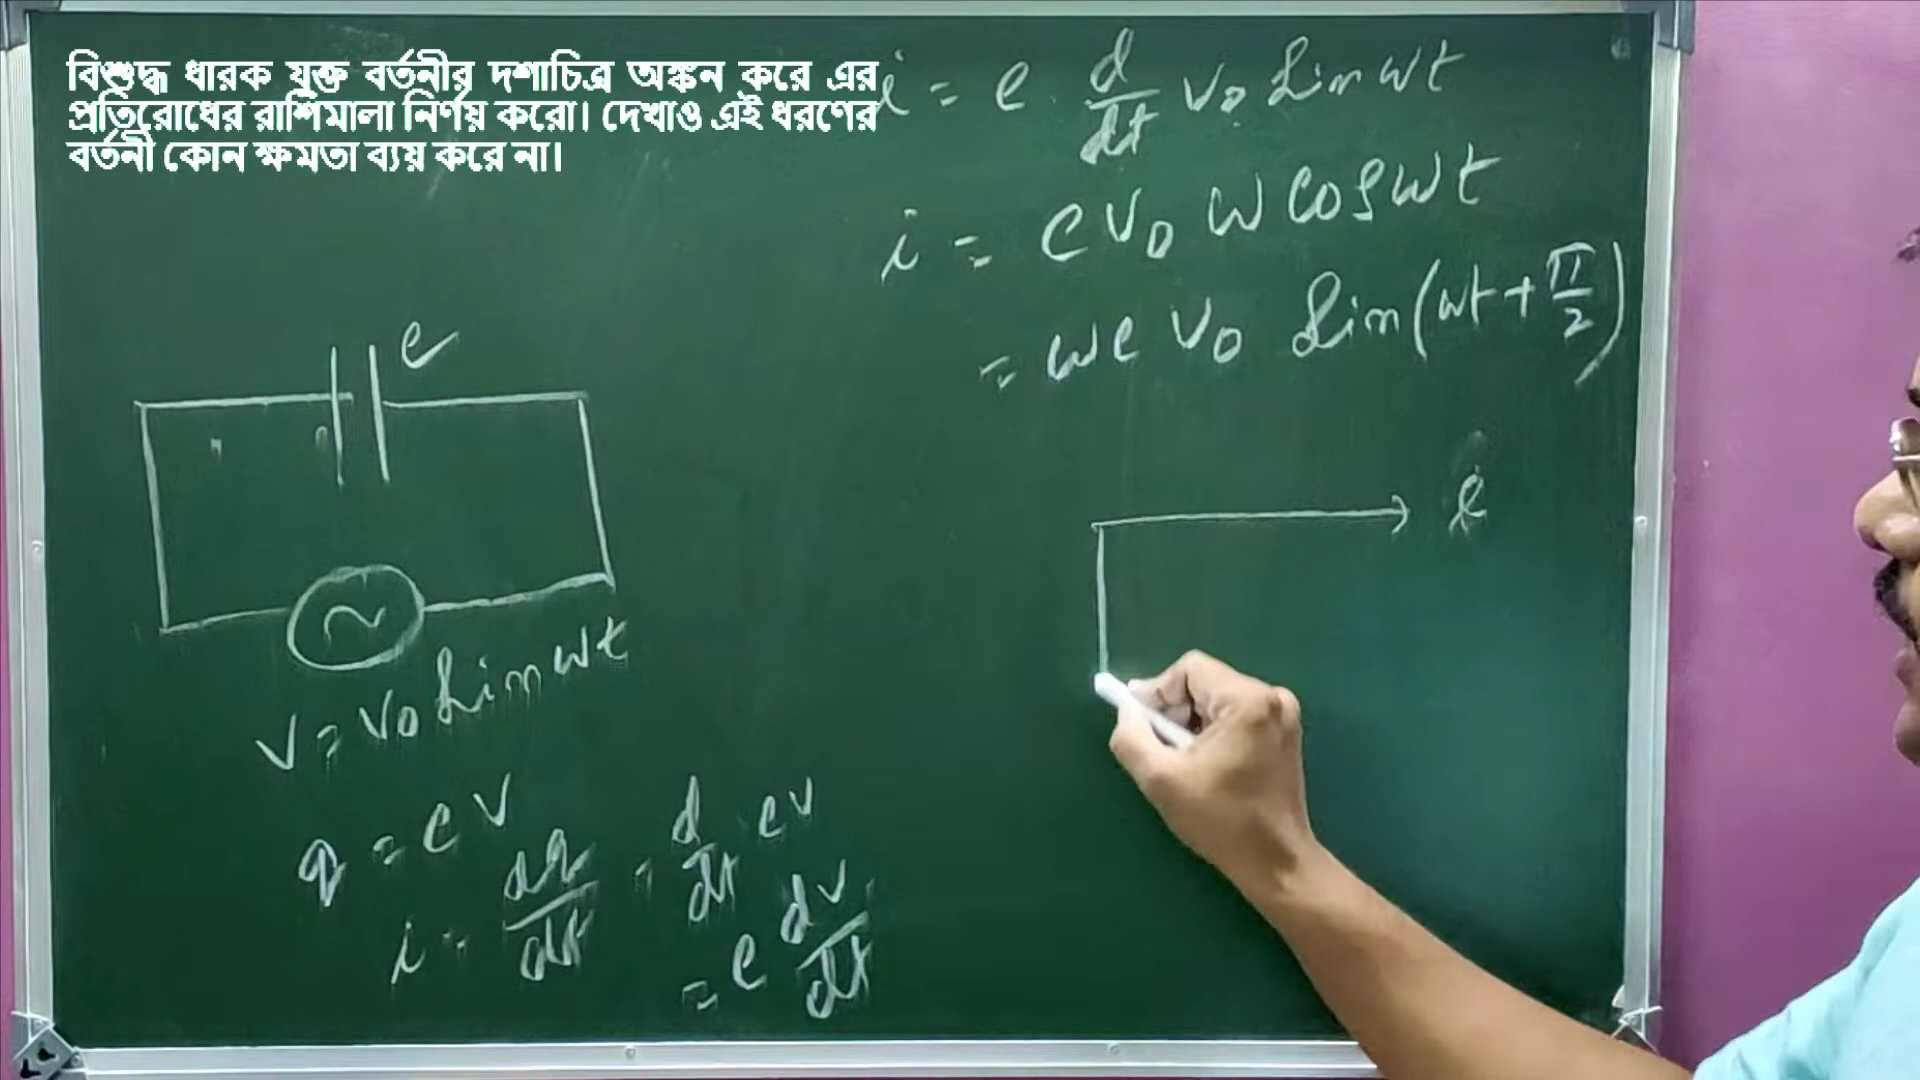 বিশুদ্ধ ধারক যুক্ত বর্তনীর দশাচিত্র অঙ্কন করে এর
প্রতিরোধের রাশিমালা নির্ণয় করো। দেখাও এই ধরণের
বর্তনী কোন ক্ষমতা ব্যয় করে না।
c
~
v = v₀ sin ωt
q = cv
i = dq/dt = d/dt cv
= c dv/dt
i = c · d/dt v₀ sin ωt
i = c v₀ ω cos ωt
= ωc v₀ sin(ωt + π/2)